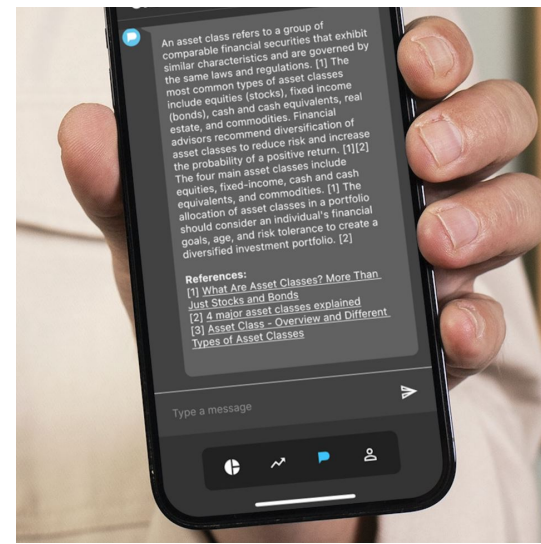 An asset class refers to a group of
comparable financial securities that exhibit
similar characteristics and are governed by
the same laws and regulations. [1] The
most common types of asset classes
include equities (stocks), fixed income
(bonds), cash and cash equivalents, real
estate, and commodities. Financial
advisors recommend diversification of
asset classes to reduce risk and increase
the probability of a positive return. [1][2]
The four main asset classes include
equities, fixed-income, cash and cash
equivalents, and commodities. [1] The
allocation of asset classes in a portfolio
should consider an individual's financial
goals, age, and risk tolerance to create a
diversified investment portfolio. [2]
References:
[1] What Are Asset Classes? More Than
Just Stocks and Bonds
[2] 4 major asset classes explained
[3] Asset Class - Overview and Different
Types of Asset Classes
Type a message